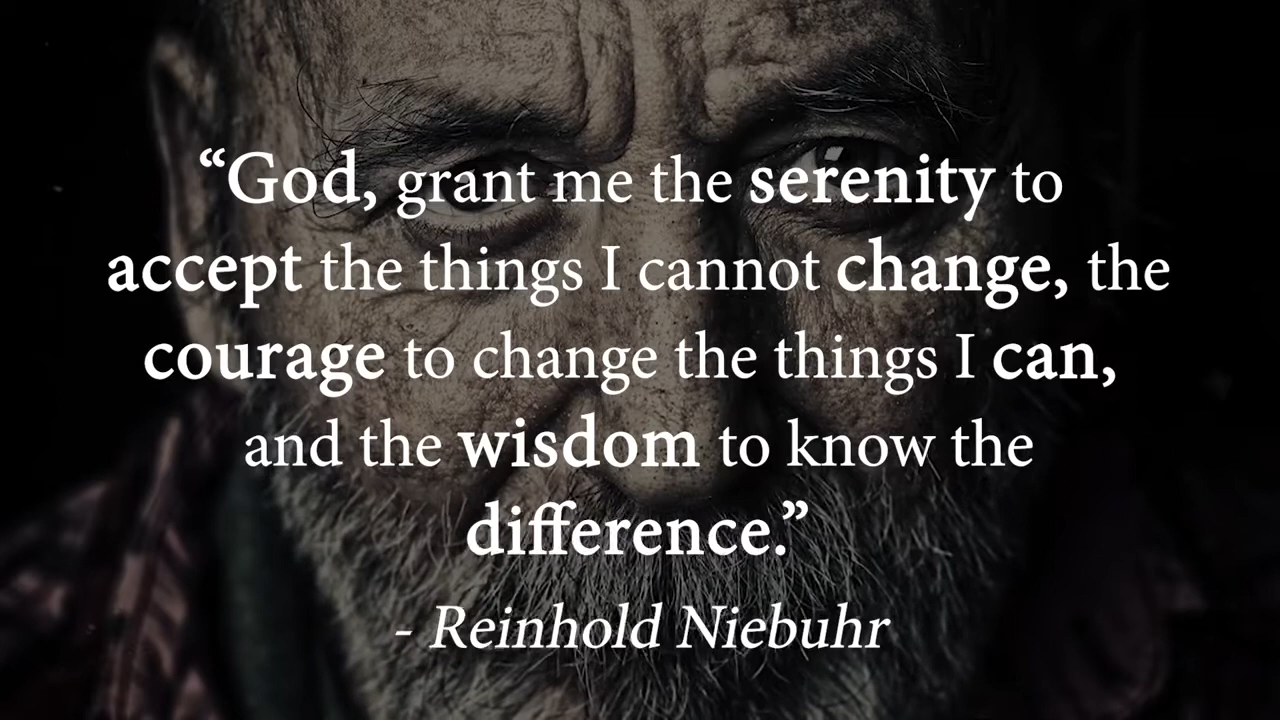 “God, grant me the serenity to
accept the things I cannot change, the
courage to change the things I can,
and the wisdom to know the
difference.”
- Reinhold Niebuhr